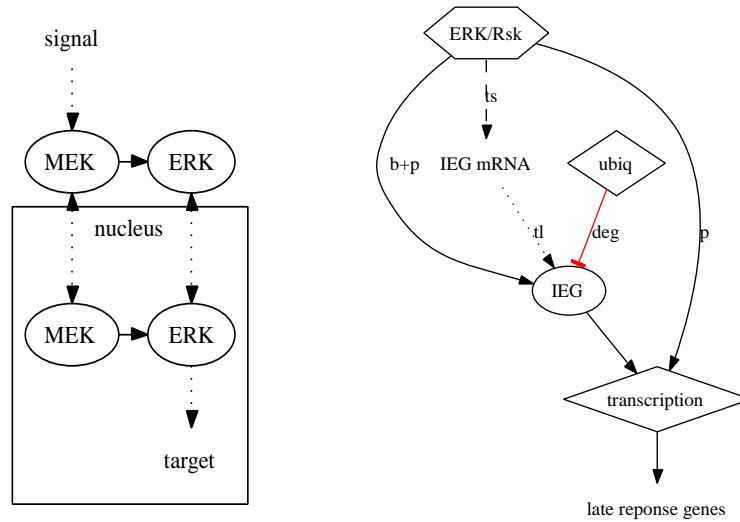 signal
MEK
ERK
nucleus
MEK
ERK
target
ERK/Rsk
ts
b+p
IEG mRNA
ubiq
tl
deg
p
IEG
transcription
late reponse genes